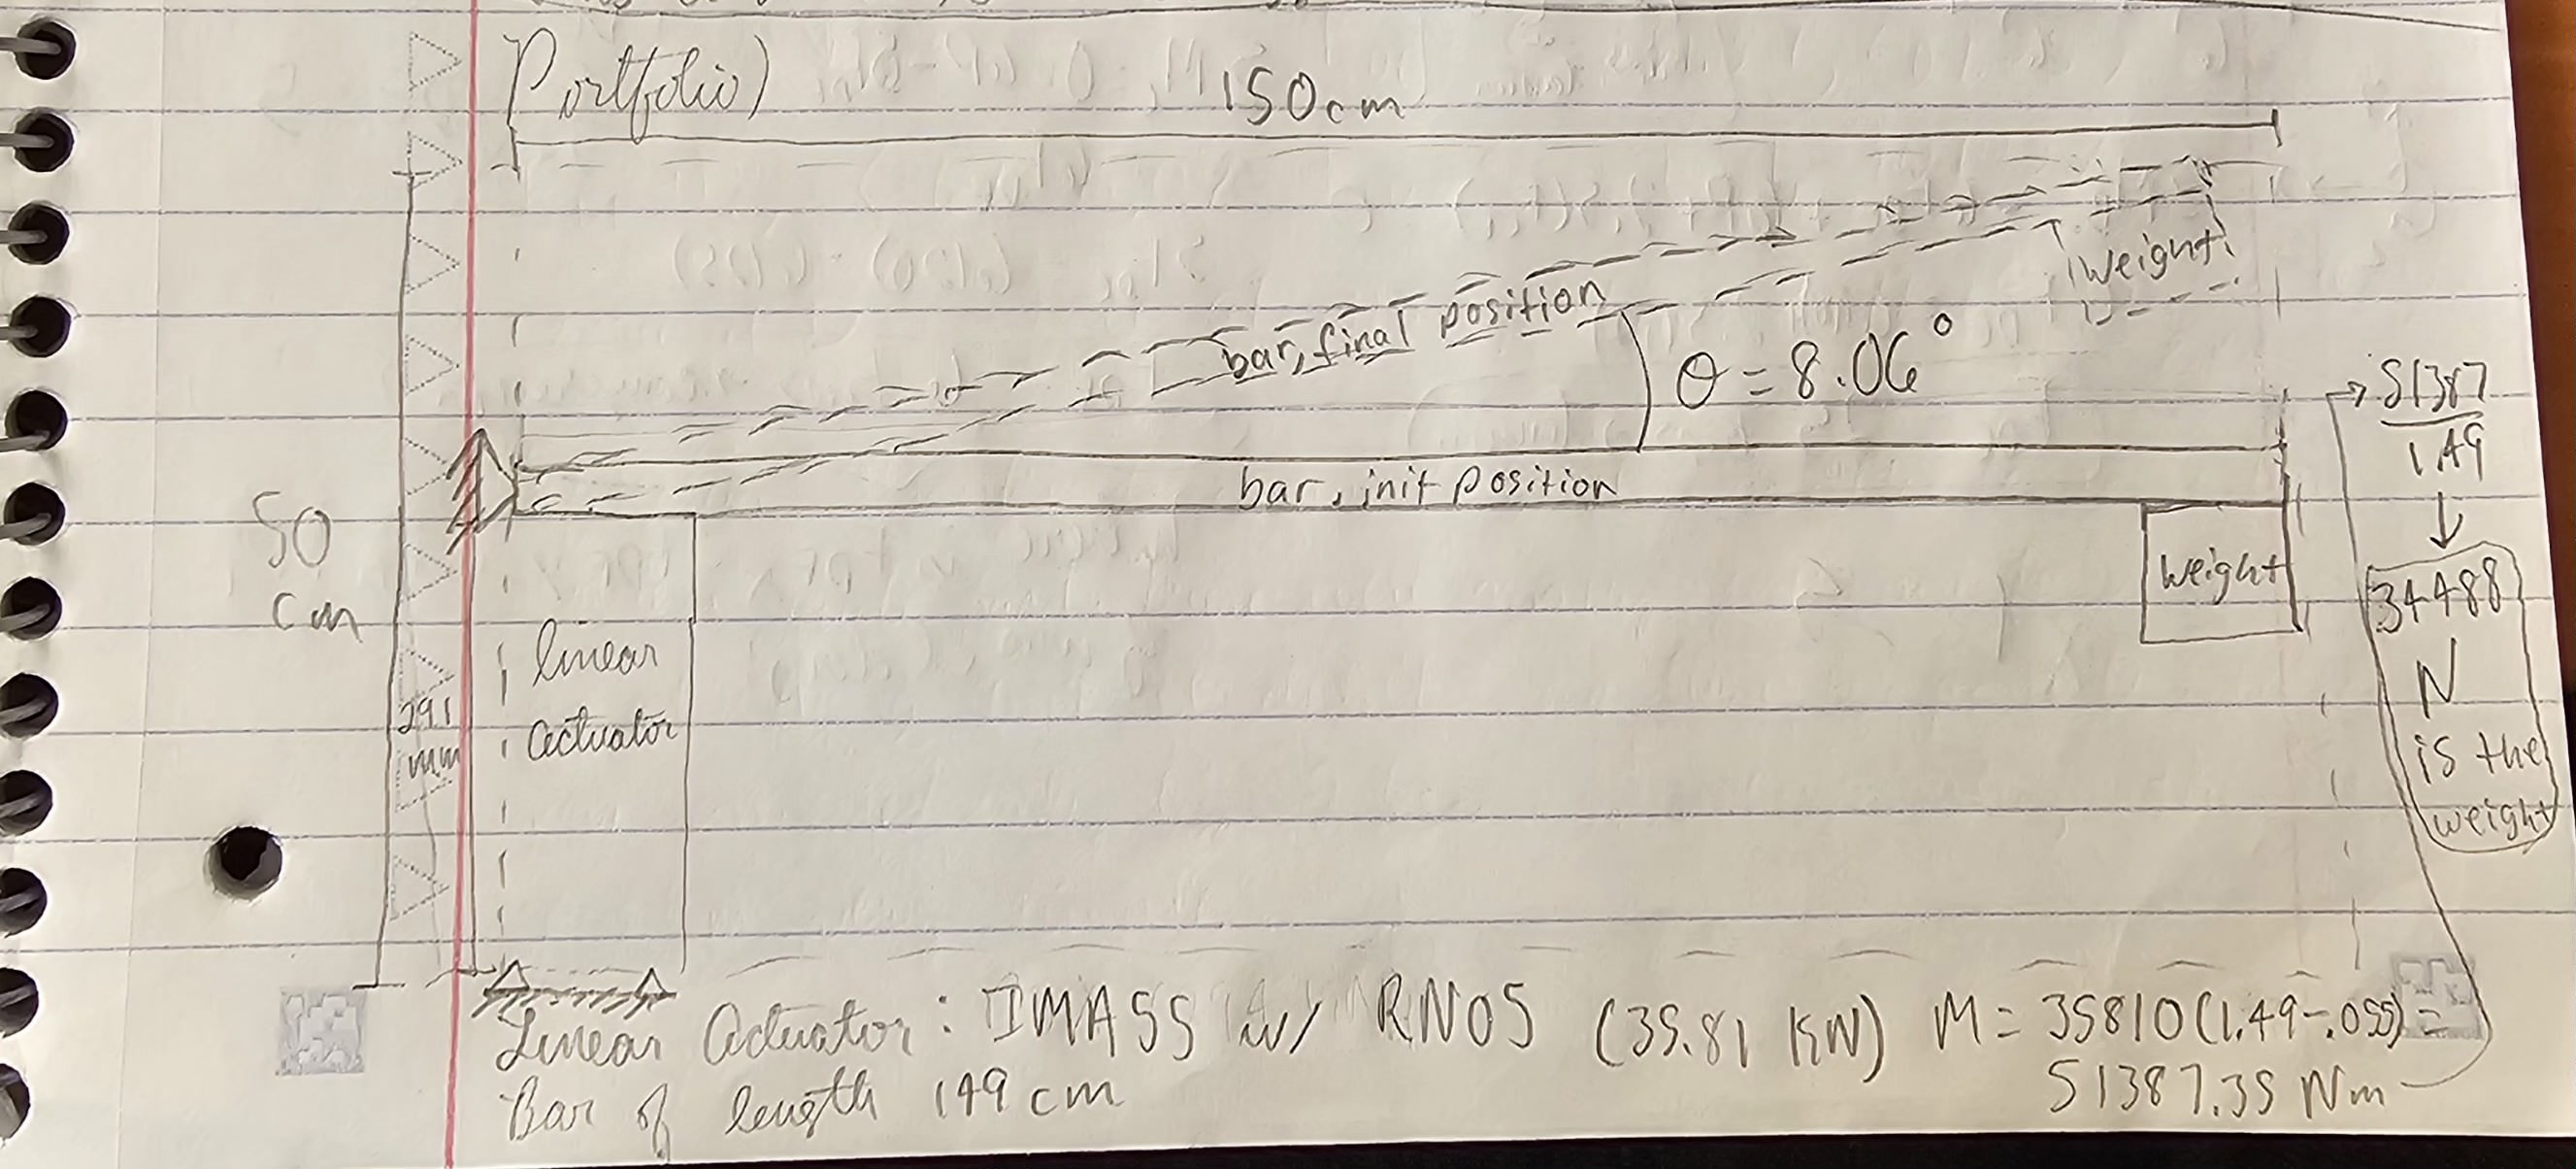 Portfolio)
150cm
weight
bar, final position
θ = 8.06°
51387
1.49
bar, init position
50
cm
weight
34488
N
is the
weight
linear
actuator
291
mm
Linear Actuator: IMA55 w/ RN05 (35.81 KN) M = 35810(1.49-.055) =
51387.35 Nm
Bar of length 149 cm